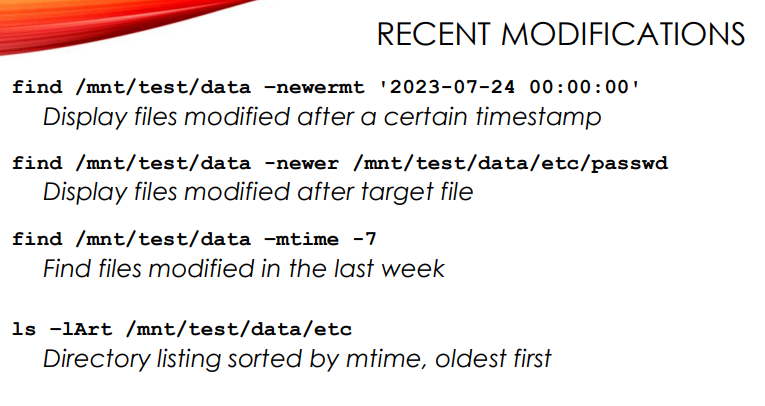 RECENT MODIFICATIONS
find /mnt/test/data –newermt '2023-07-24 00:00:00'
Display files modified after a certain timestamp
find /mnt/test/data -newer /mnt/test/data/etc/passwd
Display files modified after target file
find /mnt/test/data –mtime -7
Find files modified in the last week
ls –lArt /mnt/test/data/etc
Directory listing sorted by mtime, oldest first